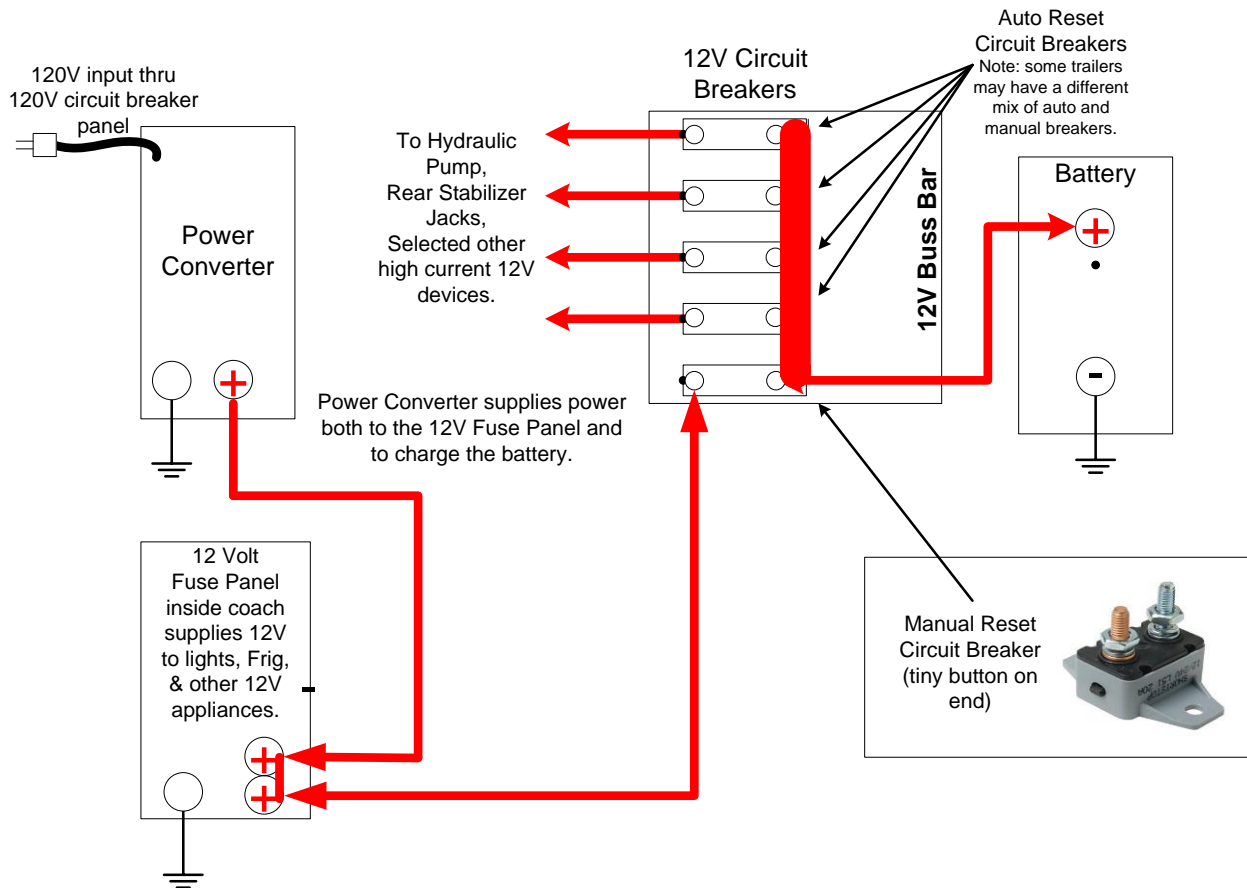 120V input thru
120V circuit breaker
panel
Power
Converter
12V Circuit
Breakers
To Hydraulic
Pump,
Rear Stabilizer
Jacks,
Selected other
high current 12V
devices.
12V Buss Bar
Auto Reset
Circuit Breakers
Note: some trailers
may have a different
mix of auto and
manual breakers.
Battery
+
-
+
Power Converter supplies power
both to the 12V Fuse Panel and
to charge the battery.
12 Volt
Fuse Panel
inside coach
supplies 12V
to lights, Frig,
& other 12V
appliances.
+
+
Manual Reset
Circuit Breaker
(tiny button on
end)
SHORTSTOP
20A